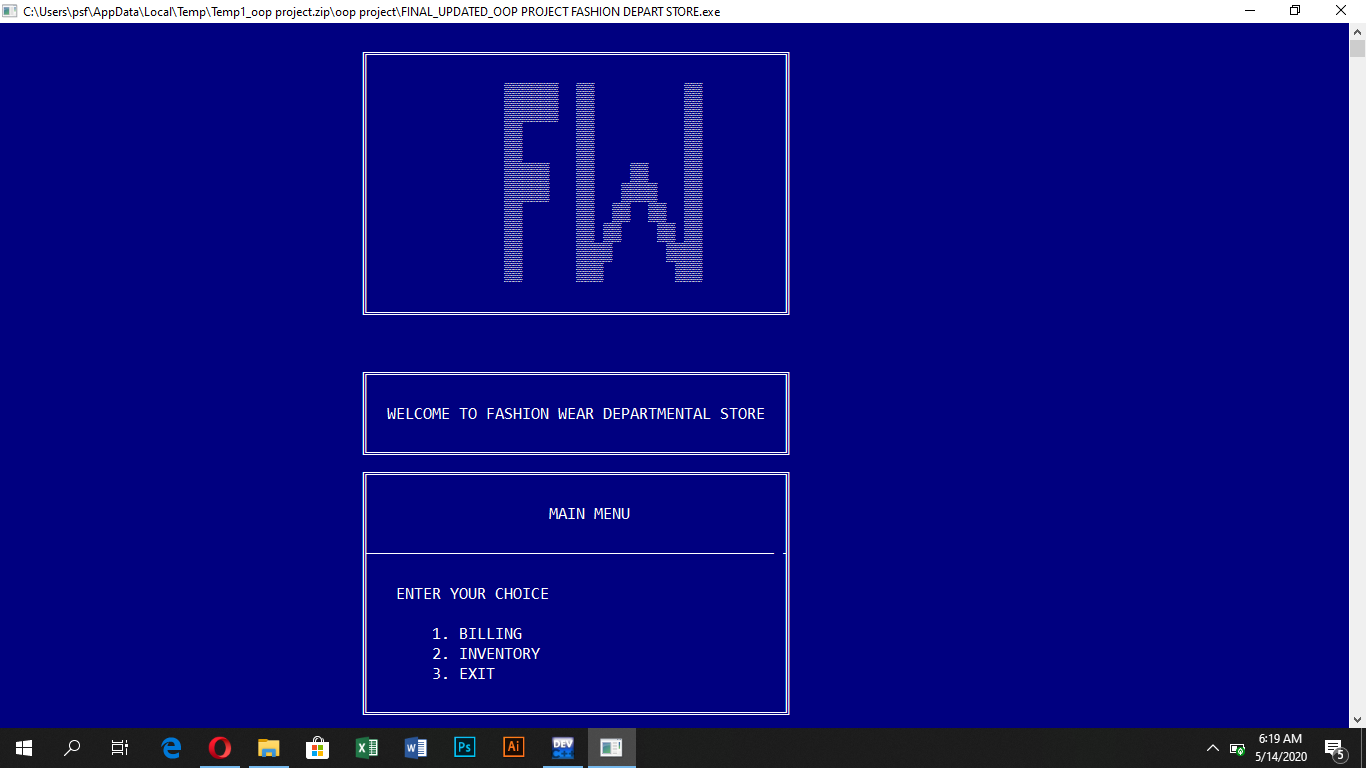 C:\Users\psf\AppData\Local\Temp\Temp1_oop project.zip\oop project\FINAL_UPDATED_OOP PROJECT FASHION DEPART STORE.exe
FW
WELCOME TO FASHION WEAR DEPARTMENTAL STORE
MAIN MENU
ENTER YOUR CHOICE
1. BILLING
2. INVENTORY
3. EXIT
Ps
Ai
DEV
6:19 AM
5/14/2020
5